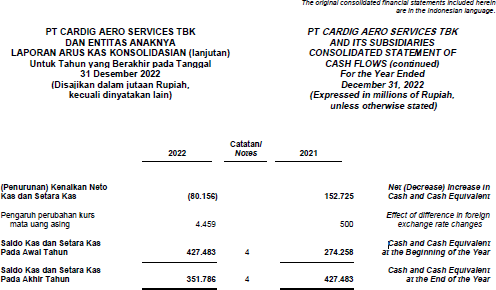 The original consolidated financial statements included herein
are in the Indonesian language.
PT CARDIG AERO SERVICES TBK
DAN ENTITAS ANAKNYA
LAPORAN ARUS KAS KONSOLIDASIAN (lanjutan)
Untuk Tahun yang Berakhir pada Tanggal
31 Desember 2022
(Disajikan dalam jutaan Rupiah,
kecuali dinyatakan lain)
PT CARDIG AERO SERVICES TBK
AND ITS SUBSIDIARIES
CONSOLIDATED STATEMENT OF
CASH FLOWS (continued)
For the Year Ended
December 31, 2022
(Expressed in millions of Rupiah,
unless otherwise stated)
Catatan/
2022 Notes 2021
(Penurunan) Kenaikan Neto Net (Decrease) Increase in
Kas dan Setara Kas (80.156) 152.725 Cash and Cash Equivalent
Pengaruh perubahan kurs Effect of difference in foreign
mata uang asing 4.459 500 exchange rate changes
Saldo Kas dan Setara Kas Cash and Cash Equivalent
Pada Awal Tahun 427.483 4 274.258 at the Beginning of the Year
Saldo Kas dan Setara Kas Cash and Cash Equivalent
Pada Akhir Tahun 351.786 4 427.483 at the End of the Year